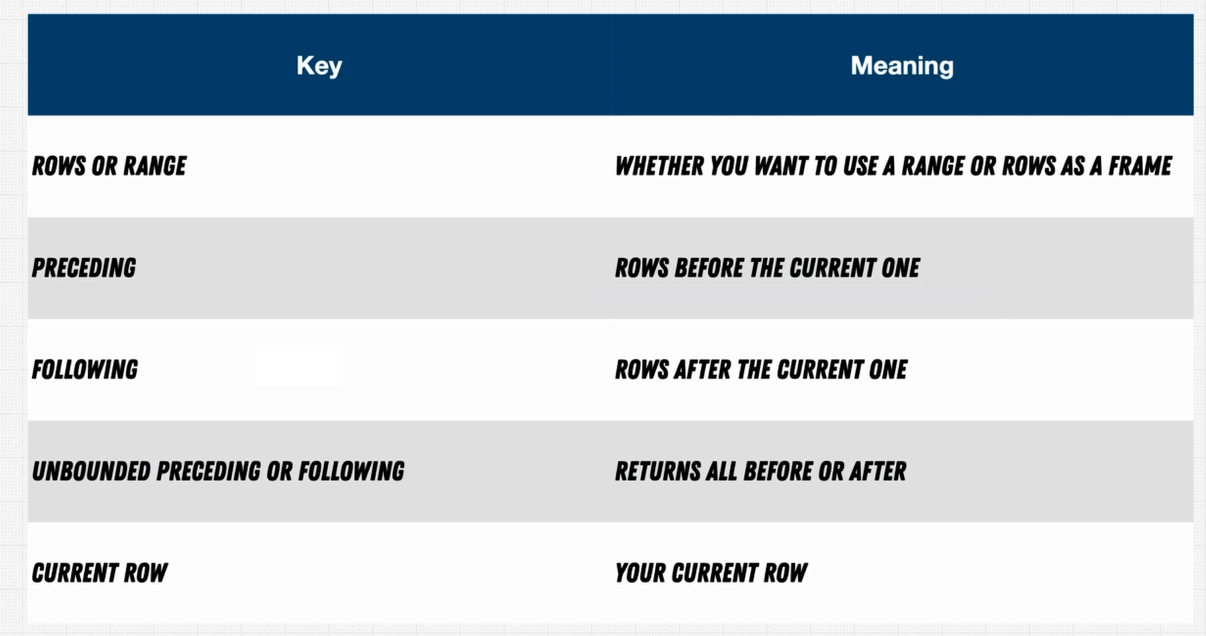 Key
Meaning
ROWS OR RANGE
WHETHER YOU WANT TO USE A RANGE OR ROWS AS A FRAME
PRECEDING
ROWS BEFORE THE CURRENT ONE
FOLLOWING
ROWS AFTER THE CURRENT ONE
UNBOUNDED PRECEDING OR FOLLOWING
RETURNS ALL BEFORE OR AFTER
CURRENT ROW
YOUR CURRENT ROW